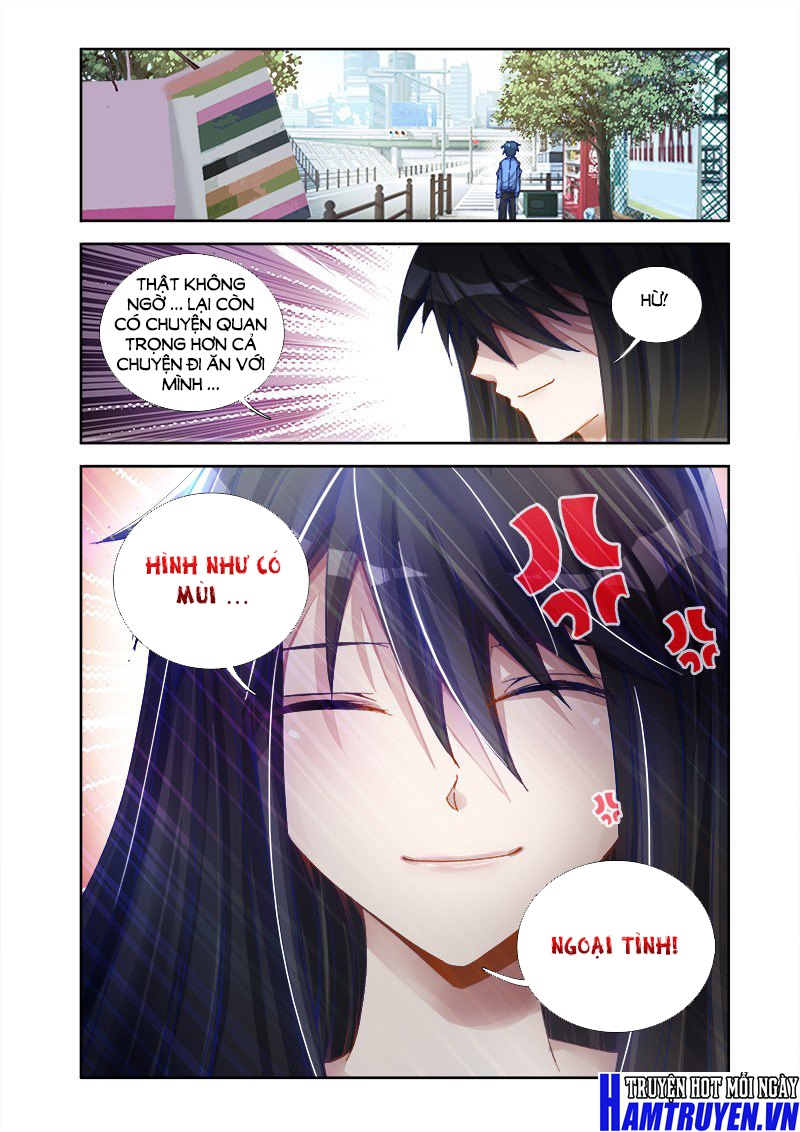 THẬT KHÔNG
NGỜ ... LẠI CÒN
CÓ CHUYỆN QUAN
TRỌNG HƠN CẢ
CHUYỆN ĐI ĂN VỚI
MÌNH ...
HỪ!
HÌNH NHƯ CÓ
MÙI ...
NGOẠI TÌNH!
TRUYỆN HOT MỖI NGÀY
HAMTRUYEN.VN